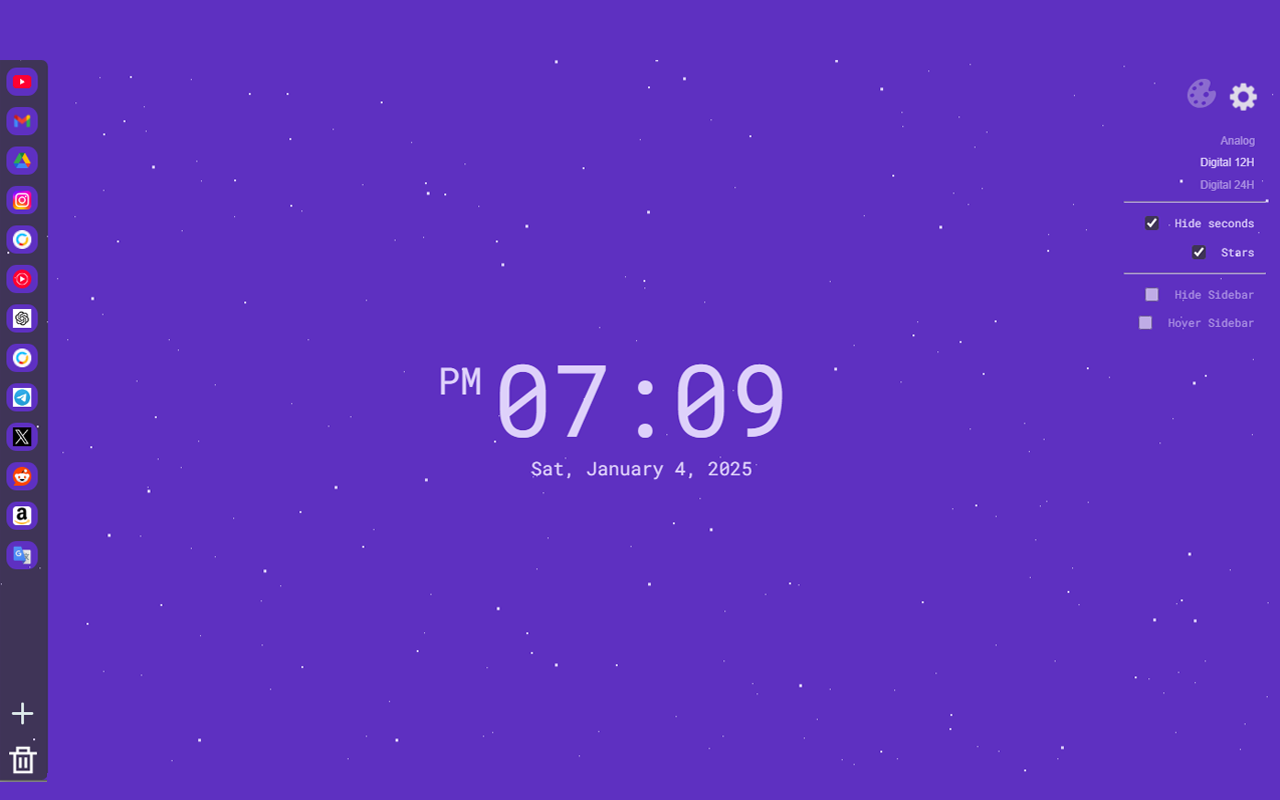 Analog
Digital 12H
Digital 24H
Hide seconds
Stars
Hide Sidebar
Hover Sidebar
PM 07:09
Sat, January 4, 2025